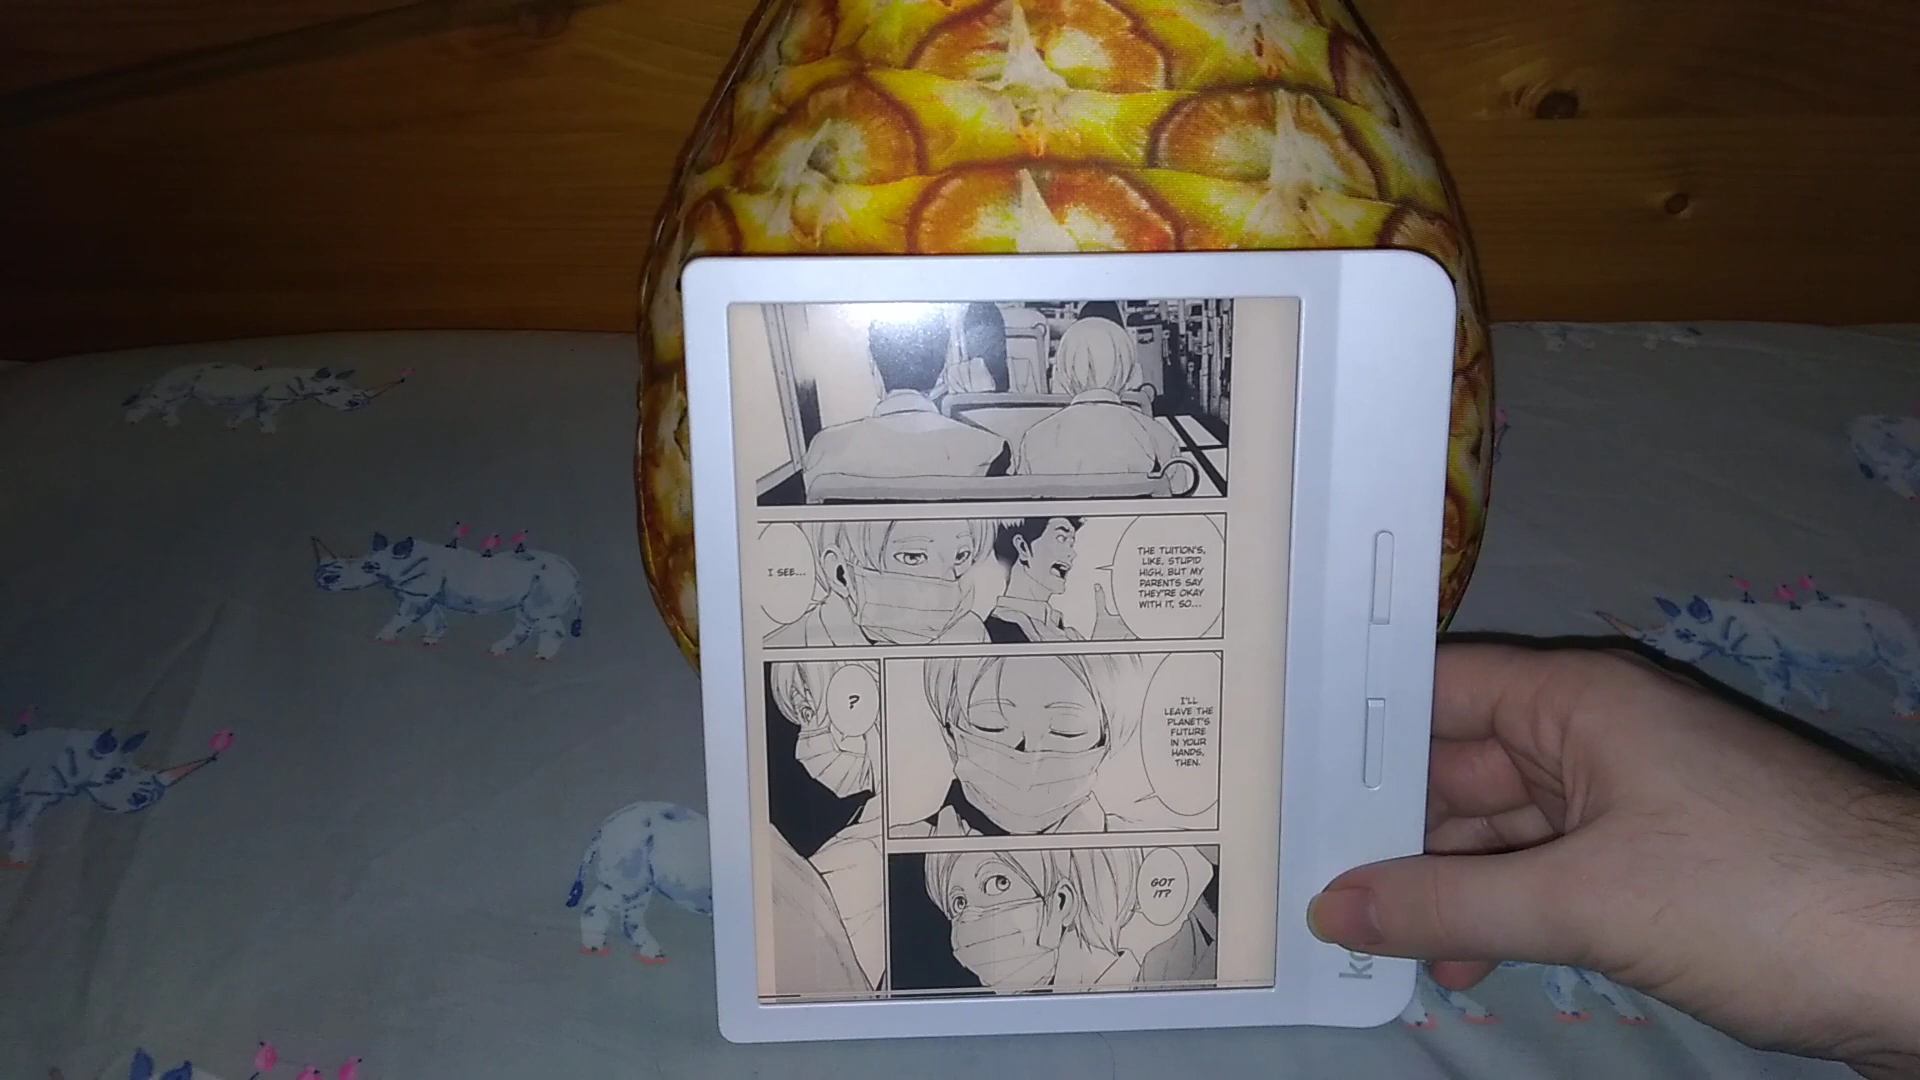 THE TUITION'S,
LIKE, STUPID
HIGH, BUT MY
PARENTS SAY
THEY'RE OKAY
WITH IT, SO...
I SEE...
I'LL
LEAVE THE
PLANET'S
FUTURE
IN YOUR
HANDS,
THEN.
?
GOT
IT?